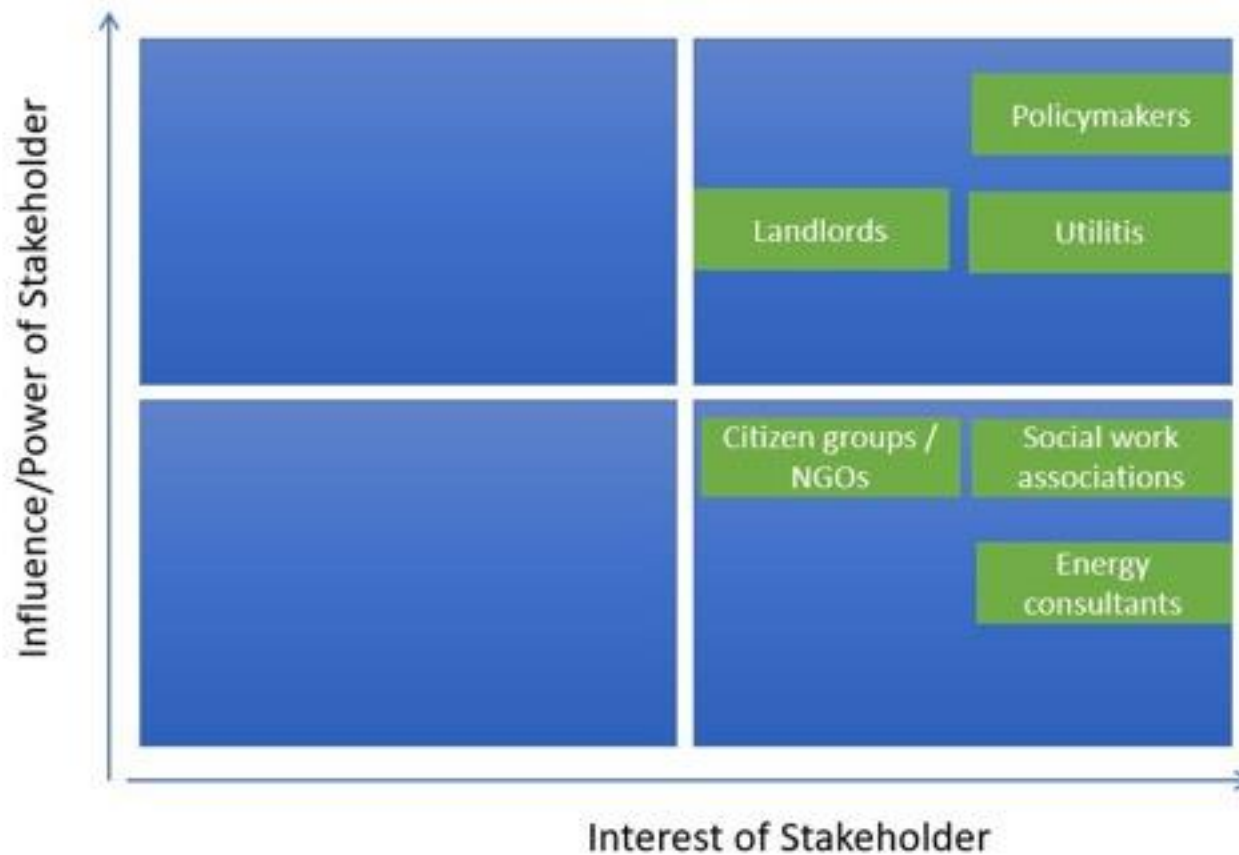 Influence/Power of Stakeholder
Policymakers
Landlords
Utilitis
Citizen groups /
NGOs
Social work
associations
Energy
consultants
Interest of Stakeholder